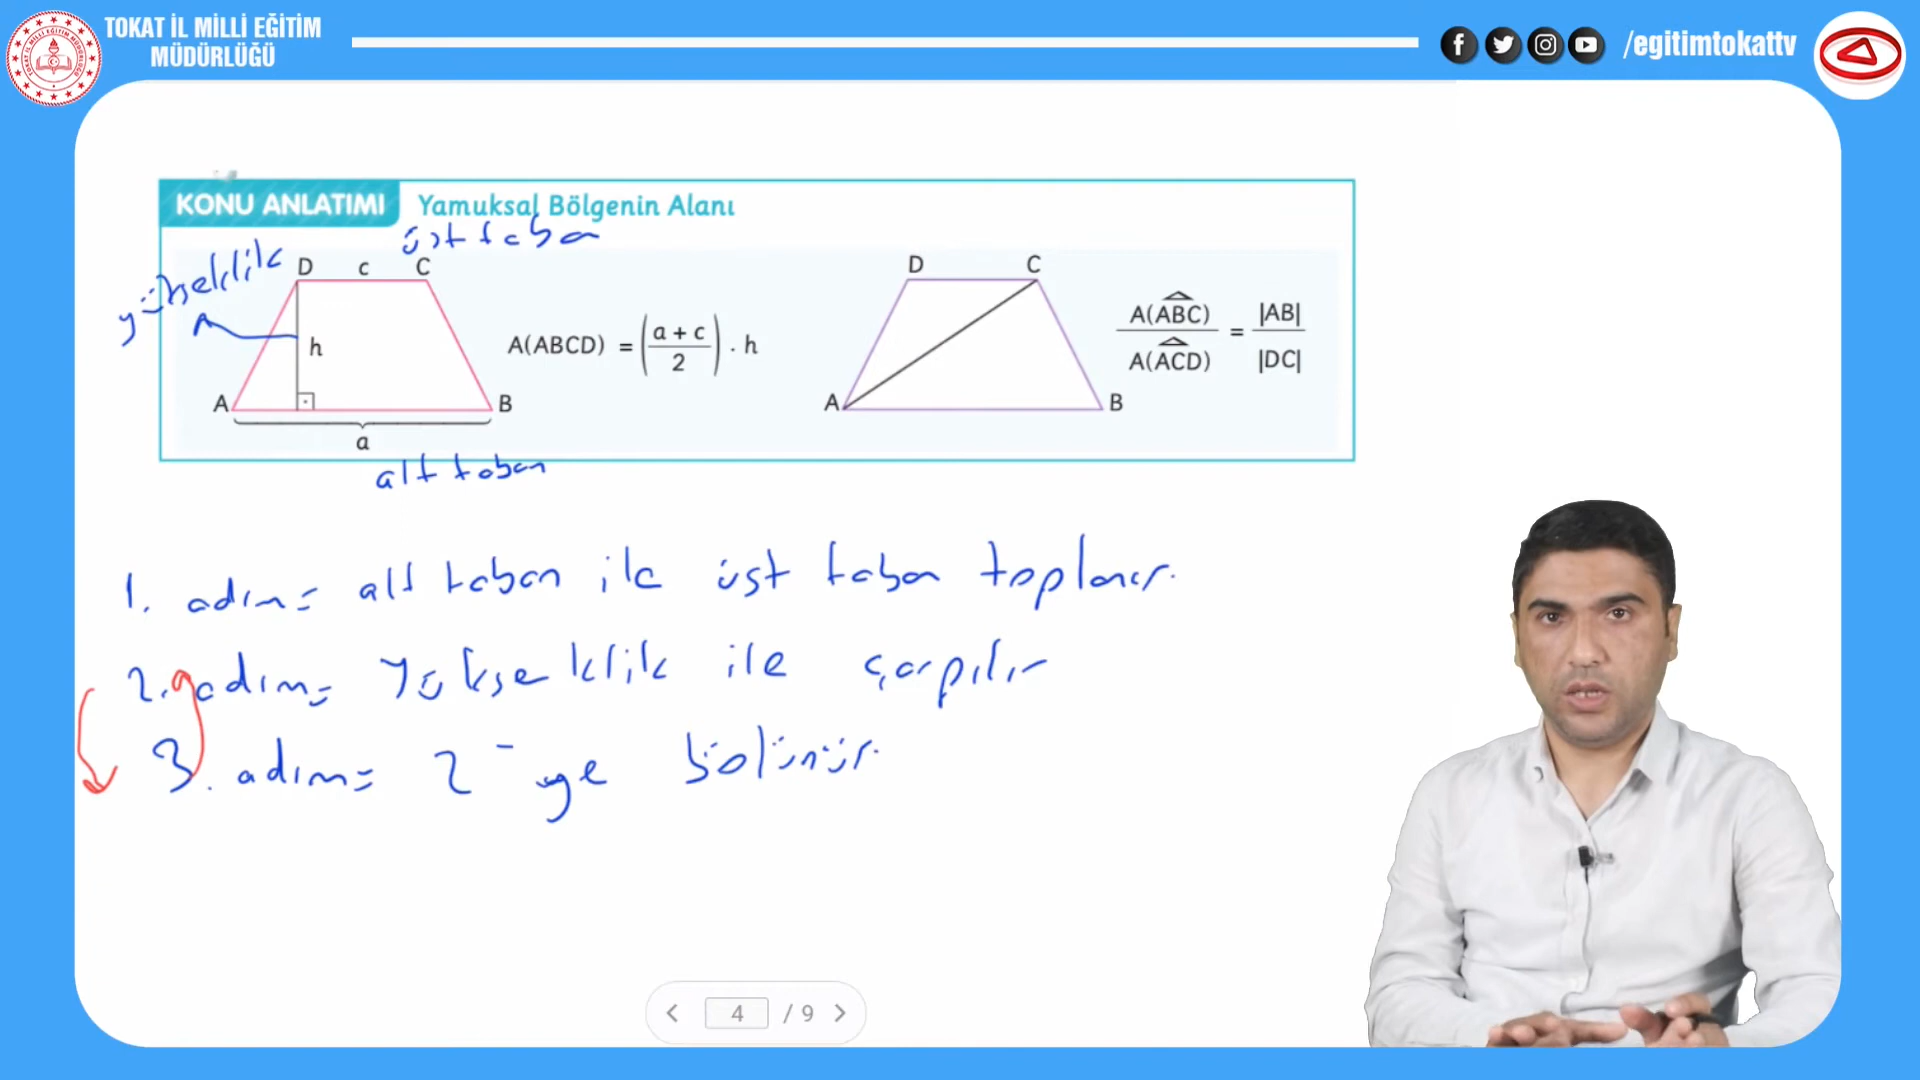 TOKAT İL MİLLİ EĞİTİM
MÜDÜRLÜĞÜ
/egitimtokattv
KONU ANLATIMI
Yamuksal Bölgenin Alanı
üst taban
yükseklik
D c C
h
A B
a
alt taban
A(ABCD) = (a + c / 2) . h
D C
A B
A(ABC) / A(ACD) = |AB| / |DC|
1. adım= alt taban ile üst taban toplanır.
2. adım= Yükseklik ile çarpılır
3. adım= 2 - ye bölünür.
4 / 9